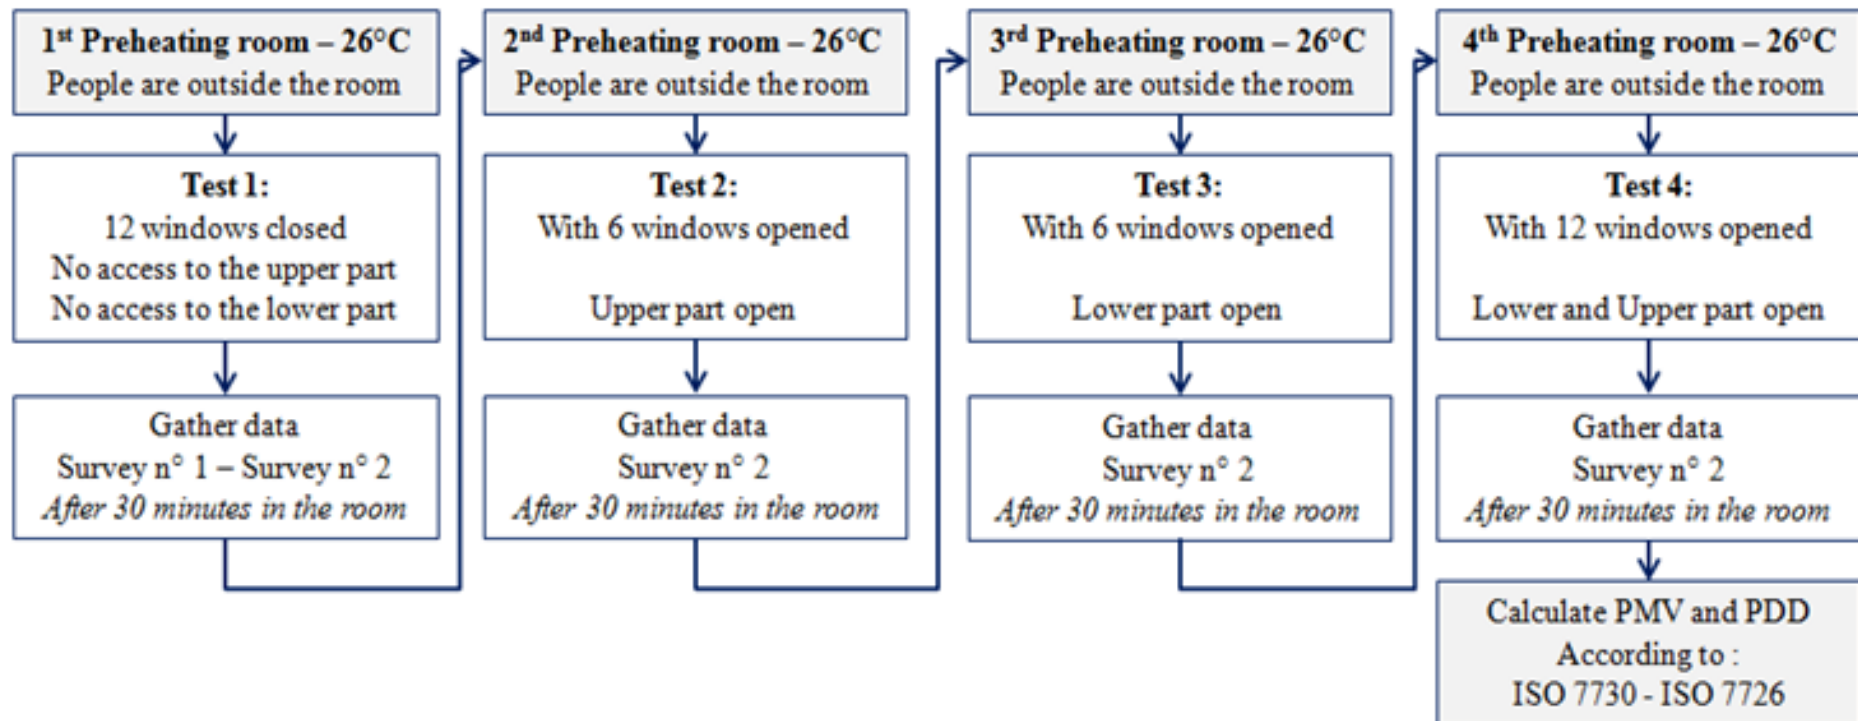 1st Preheating room – 26°C
People are outside the room
Test 1:
12 windows closed
No access to the upper part
No access to the lower part
Gather data
Survey n° 1 – Survey n° 2
After 30 minutes in the room
2nd Preheating room – 26°C
People are outside the room
Test 2:
With 6 windows opened
Upper part open
Gather data
Survey n° 2
After 30 minutes in the room
3rd Preheating room – 26°C
People are outside the room
Test 3:
With 6 windows opened
Lower part open
Gather data
Survey n° 2
After 30 minutes in the room
4th Preheating room – 26°C
People are outside the room
Test 4:
With 12 windows opened
Lower and Upper part open
Gather data
Survey n° 2
After 30 minutes in the room
Calculate PMV and PDD
According to :
ISO 7730 - ISO 7726